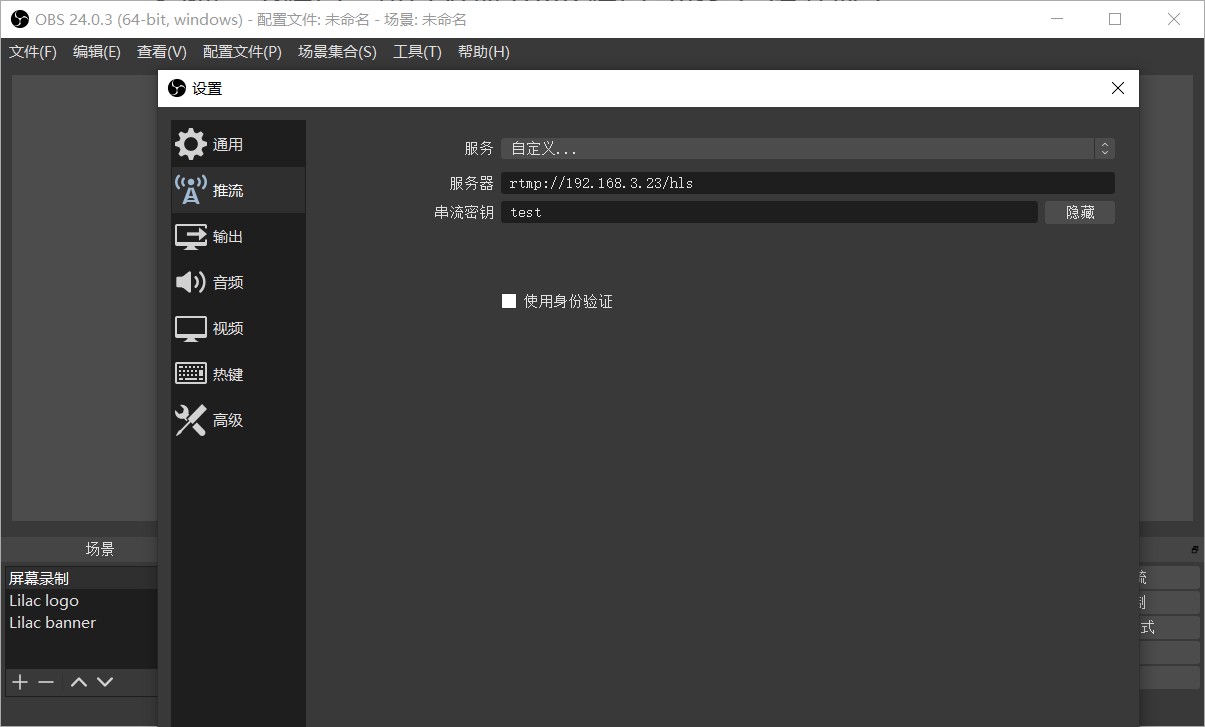 OBS 24.0.3 (64-bit, windows) - 配置文件: 未命名 - 场景: 未命名
文件(F) 编辑(E) 查看(V) 配置文件(P) 场景集合(S) 工具(T) 帮助(H)
设置
通用
推流
输出
音频
视频
热键
高级
服务 自定义...
服务器 rtmp://192.168.3.23/hls
串流密钥 test 隐藏
使用身份验证
场景
屏幕录制
Lilac logo
Lilac banner
流
制
式